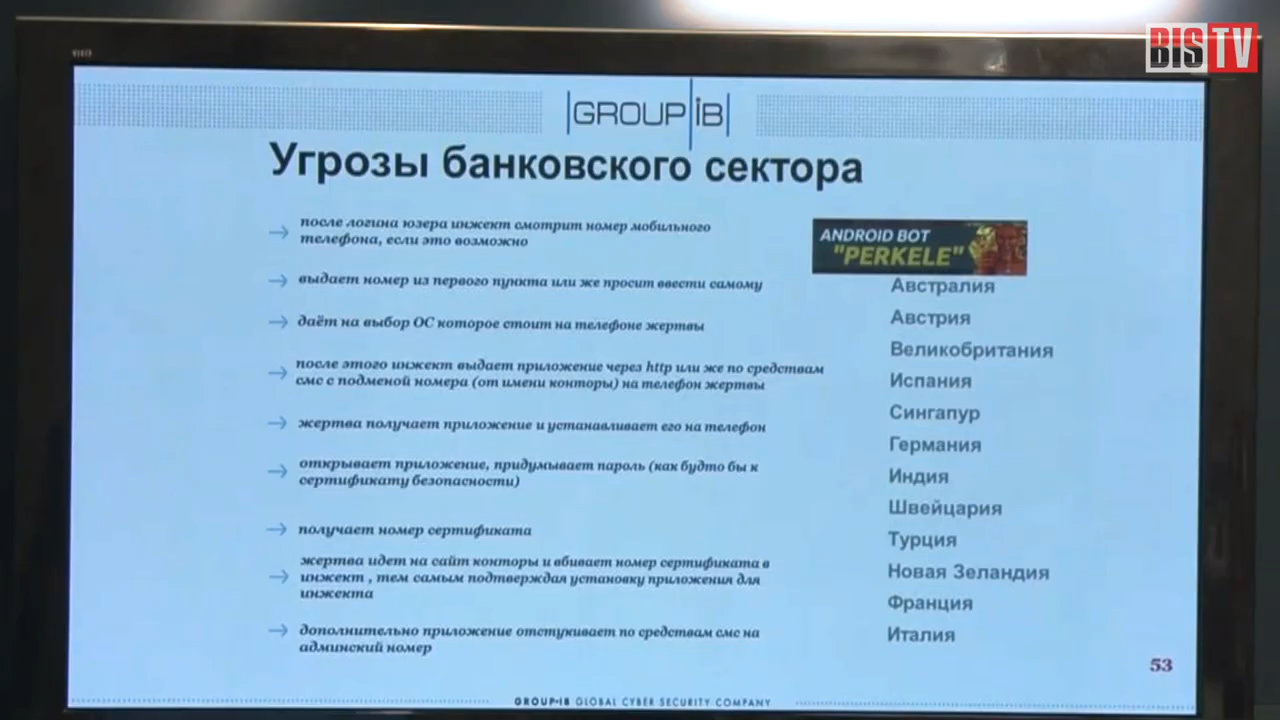 BIS TV
GROUP iB
Угрозы банковского сектора
после логина юзера инжект смотрит номер мобильного
телефона, если это возможно
выдает номер из первого пункта или же просит ввести самому
даёт на выбор ОС которое стоит на телефоне жертвы
после этого инжект выдает приложение через http или же по средствам
смс с подменой номера (от имени конторы) на телефон жертвы
жертва получает приложение и устанавливает его на телефон
открывает приложение, придумывает пароль (как будто бы к
сертификату безопасности)
получает номер сертификата
жертва идет на сайт конторы и вбивает номер сертификата в
инжект , тем самым подтверждая установку приложения для
инжекта
дополнительно приложение отстукивает по средствам смс на
админский номер
ANDROID BOT
"PERKELE"
Австралия
Австрия
Великобритания
Испания
Сингапур
Германия
Индия
Швейцария
Турция
Новая Зеландия
Франция
Италия
53
GROUP-IB GLOBAL CYBER SECURITY COMPANY